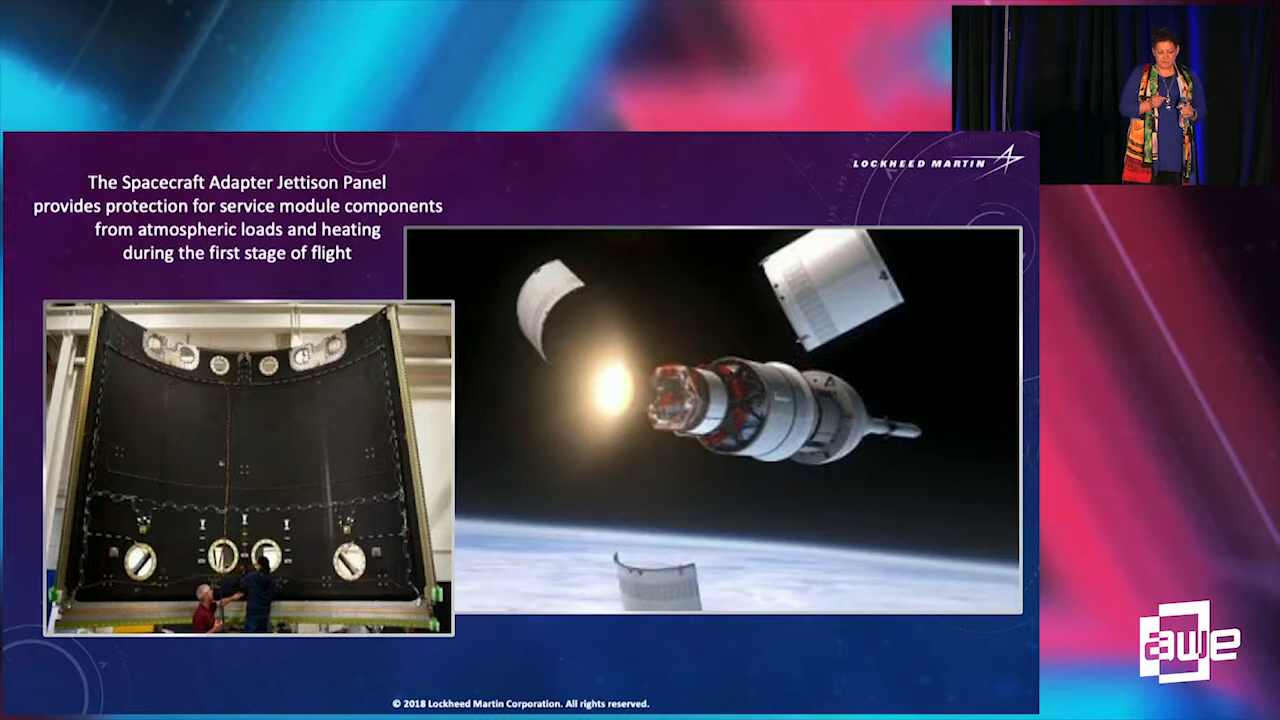 The Spacecraft Adapter Jettison Panel
provides protection for service module components
from atmospheric loads and heating
during the first stage of flight
LOCKHEED MARTIN
© 2018 Lockheed Martin Corporation. All rights reserved.
awe